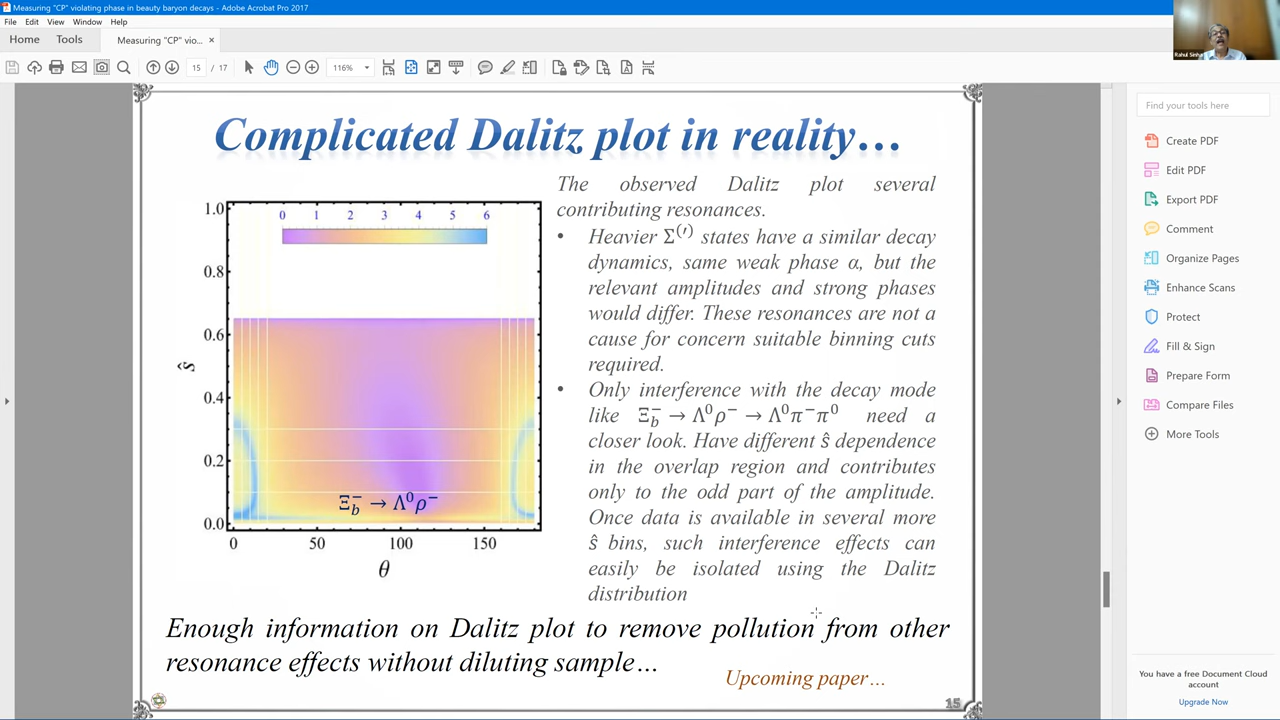 Measuring "CP" violating phase in beauty baryon decays - Adobe Acrobat Pro 2017
File Edit View Window Help
Home Tools Measuring "CP" vio... ×
15 / 17 116%
Rahul Sinha
Find your tools here
Create PDF
Edit PDF
Export PDF
Comment
Organize Pages
Enhance Scans
Protect
Fill & Sign
Prepare Form
Compare Files
More Tools
You have a free Document Cloud
account
Upgrade Now
Complicated Dalitz plot in reality…
0 1 2 3 4 5 6
1.0
0.8
0.6
0.4
0.2
0.0
ŝ
0 50 100 150
θ
Ξb⁻ → Λ⁰ρ⁻
The observed Dalitz plot several
contributing resonances.
• Heavier Σ⁽′⁾ states have a similar decay
dynamics, same weak phase α, but the
relevant amplitudes and strong phases
would differ. These resonances are not a
cause for concern suitable binning cuts
required.
• Only interference with the decay mode
like Ξb⁻ → Λ⁰ρ⁻ → Λ⁰π⁻π⁰ need a
closer look. Have different ŝ dependence
in the overlap region and contributes
only to the odd part of the amplitude.
Once data is available in several more
ŝ bins, such interference effects can
easily be isolated using the Dalitz
distribution
Enough information on Dalitz plot to remove pollution from other
resonance effects without diluting sample…
Upcoming paper…
15